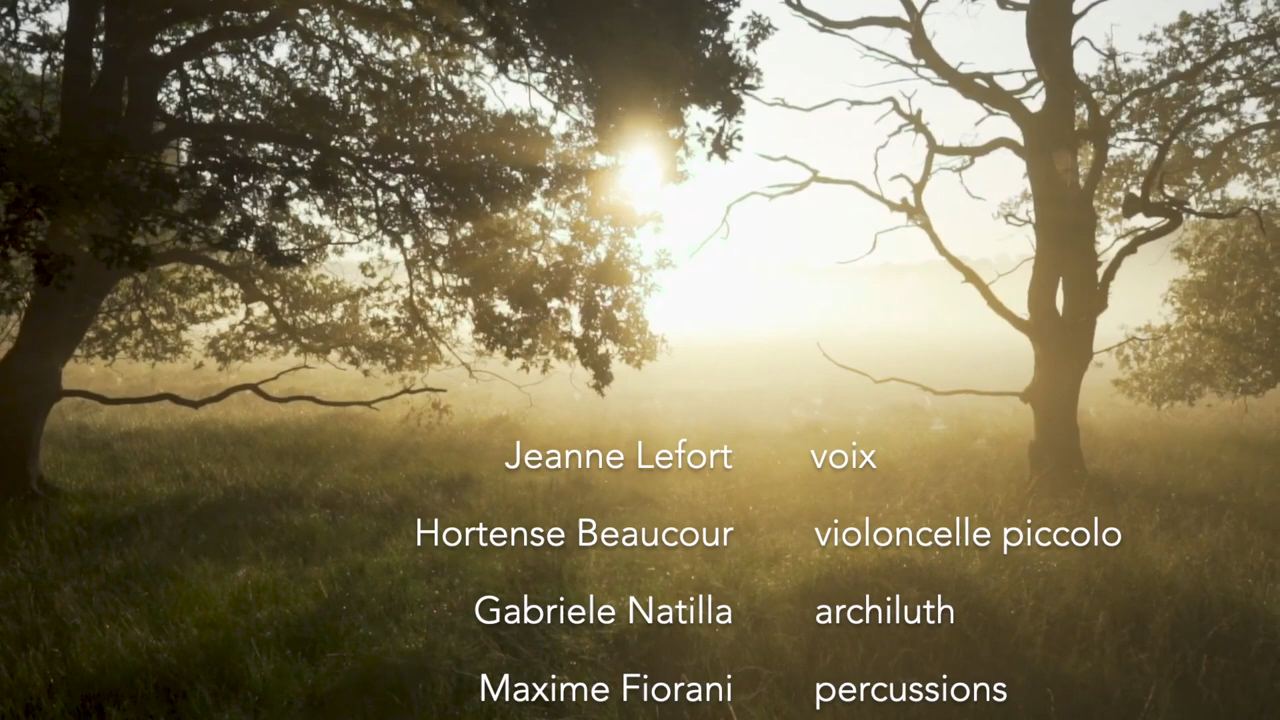 Jeanne Lefort voix
Hortense Beaucour violoncelle piccolo
Gabriele Natilla archiluth
Maxime Fiorani percussions